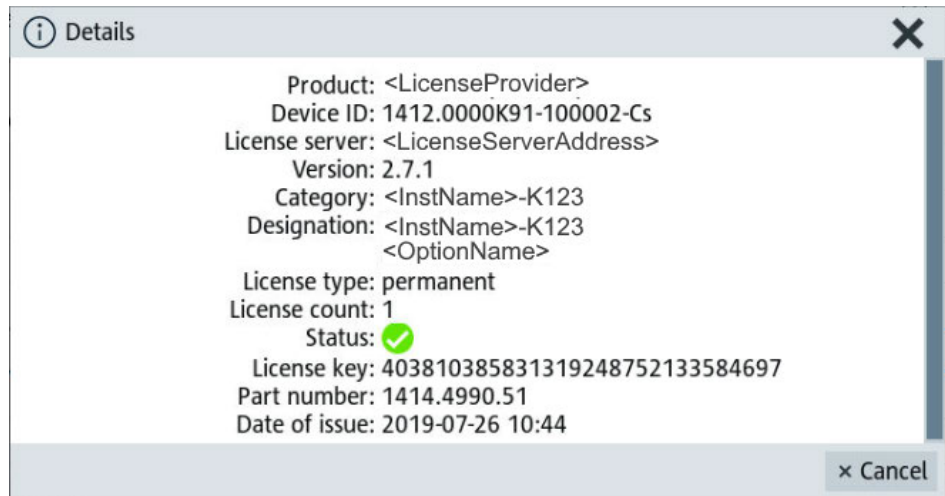 Details
Product: <LicenseProvider>
Device ID: 1412.0000K91-100002-Cs
License server: <LicenseServerAddress>
Version: 2.7.1
Category: <InstName>-K123
Designation: <InstName>-K123
<OptionName>
License type: permanent
License count: 1
Status:
License key: 403810385831319248752133584697
Part number: 1414.4990.51
Date of issue: 2019-07-26 10:44
× Cancel